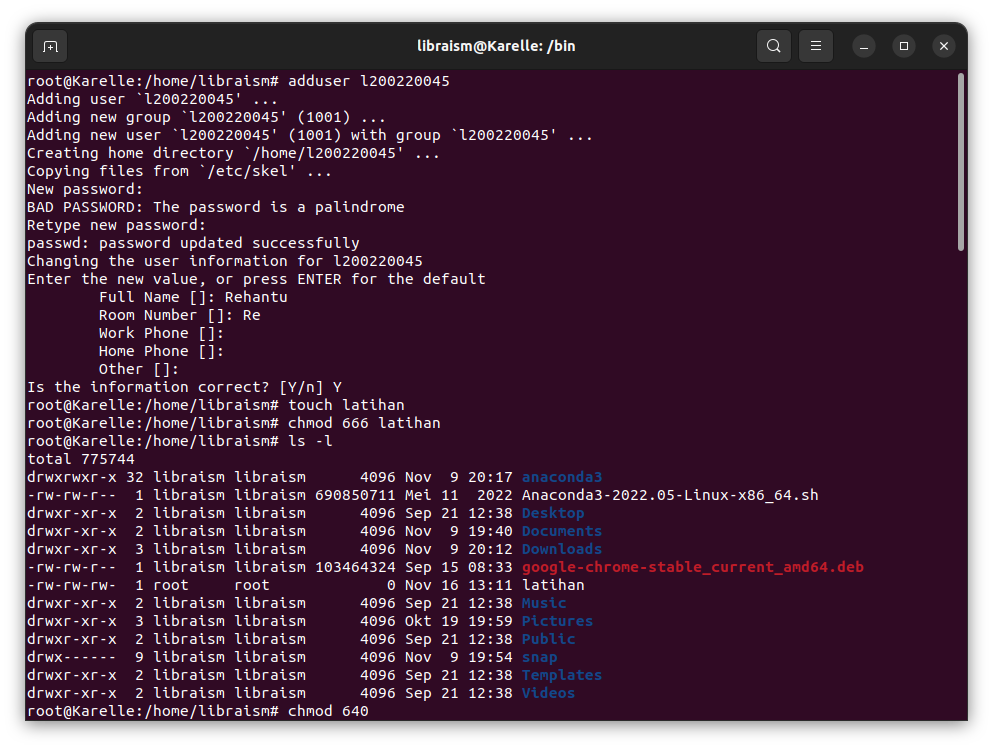 libraism@Karelle: /bin
root@Karelle:/home/libraism# adduser l200220045
Adding user `l200220045' ...
Adding new group `l200220045' (1001) ...
Adding new user `l200220045' (1001) with group `l200220045' ...
Creating home directory `/home/l200220045' ...
Copying files from `/etc/skel' ...
New password:
BAD PASSWORD: The password is a palindrome
Retype new password:
passwd: password updated successfully
Changing the user information for l200220045
Enter the new value, or press ENTER for the default
        Full Name []: Rehantu
        Room Number []: Re
        Work Phone []:
        Home Phone []:
        Other []:
Is the information correct? [Y/n] Y
root@Karelle:/home/libraism# touch latihan
root@Karelle:/home/libraism# chmod 666 latihan
root@Karelle:/home/libraism# ls -l
total 775744
drwxrwxr-x 32 libraism libraism      4096 Nov  9 20:17 anaconda3
-rw-rw-r--  1 libraism libraism 690850711 Mei 11  2022 Anaconda3-2022.05-Linux-x86_64.sh
drwxr-xr-x  2 libraism libraism      4096 Sep 21 12:38 Desktop
drwxr-xr-x  2 libraism libraism      4096 Nov  9 19:40 Documents
drwxr-xr-x  3 libraism libraism      4096 Nov  9 20:12 Downloads
-rw-rw-r--  1 libraism libraism 103464324 Sep 15 08:33 google-chrome-stable_current_amd64.deb
-rw-rw-rw-  1 root     root             0 Nov 16 13:11 latihan
drwxr-xr-x  2 libraism libraism      4096 Sep 21 12:38 Music
drwxr-xr-x  3 libraism libraism      4096 Okt 19 19:59 Pictures
drwxr-xr-x  2 libraism libraism      4096 Sep 21 12:38 Public
drwx------  9 libraism libraism      4096 Nov  9 19:54 snap
drwxr-xr-x  2 libraism libraism      4096 Sep 21 12:38 Templates
drwxr-xr-x  2 libraism libraism      4096 Sep 21 12:38 Videos
root@Karelle:/home/libraism# chmod 640